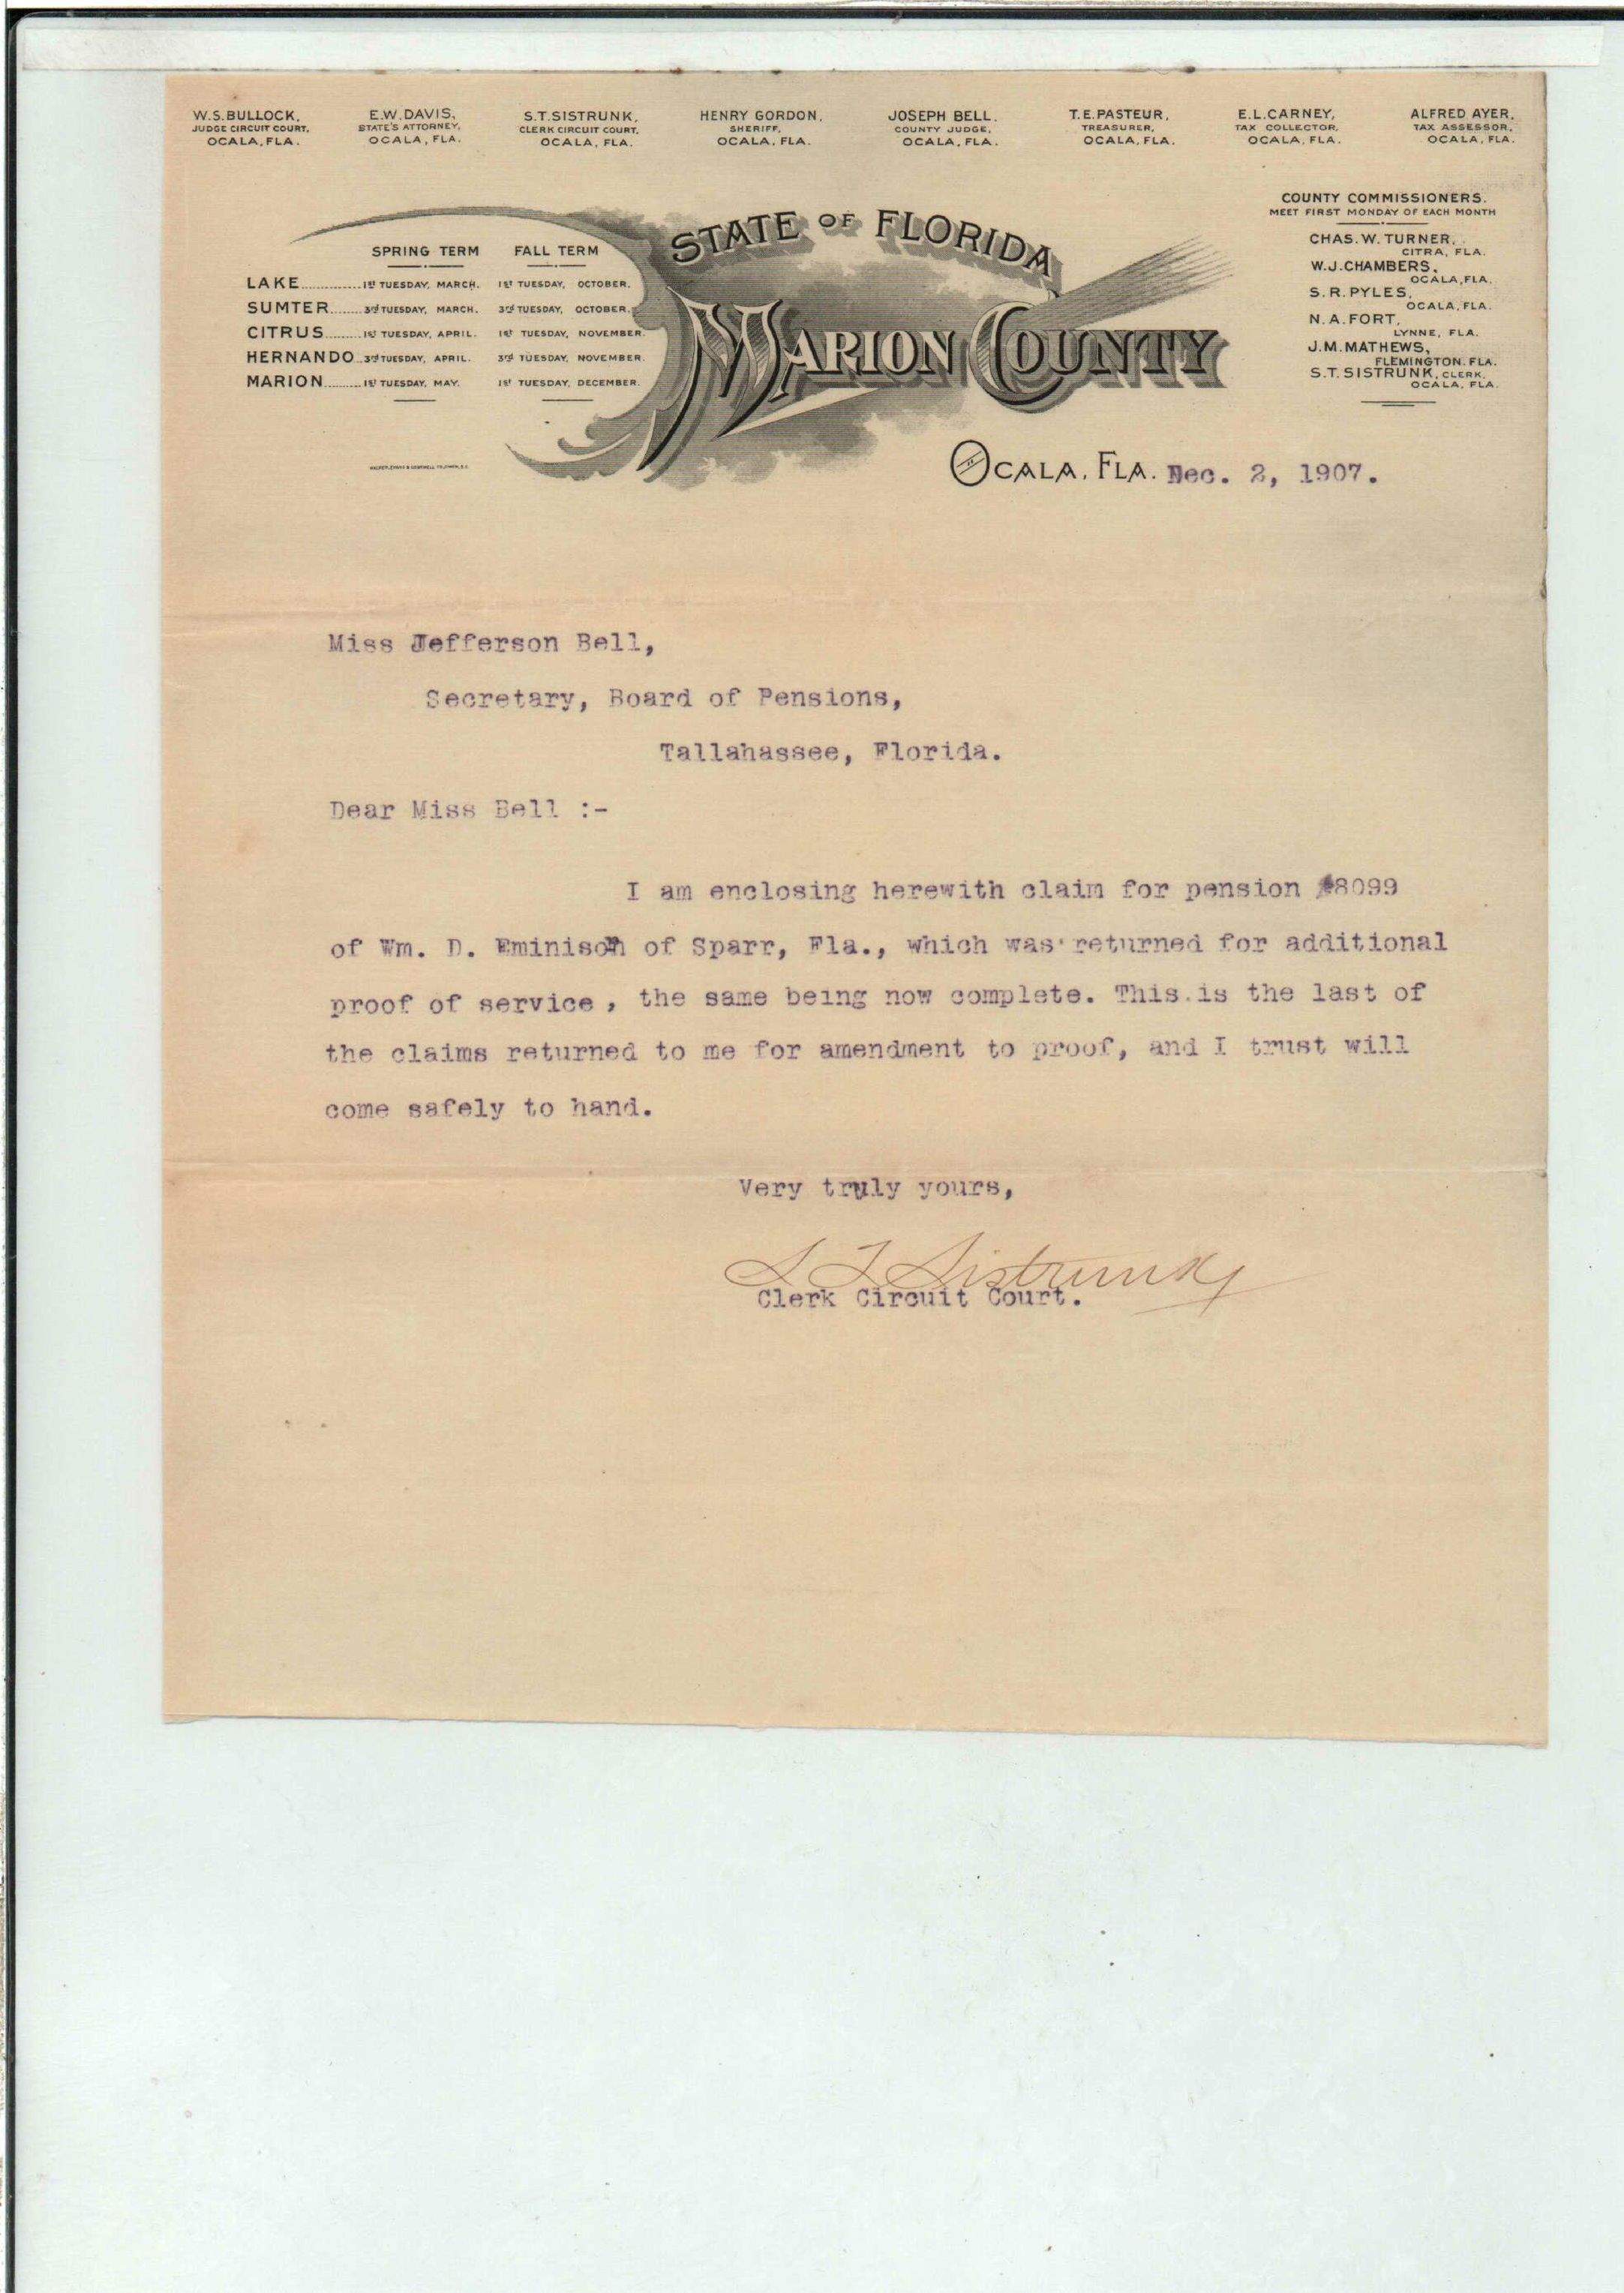 W.S.BULLOCK,
JUDGE CIRCUIT COURT,
OCALA, FLA.
E.W.DAVIS,
STATE'S ATTORNEY,
OCALA, FLA.
S.T.SISTRUNK,
CLERK CIRCUIT COURT,
OCALA, FLA.
HENRY GORDON,
SHERIFF,
OCALA, FLA.
JOSEPH BELL.
COUNTY JUDGE,
OCALA, FLA.
T.E.PASTEUR,
TREASURER,
OCALA, FLA.
E.L.CARNEY,
TAX COLLECTOR,
OCALA, FLA.
ALFRED AYER,
TAX ASSESSOR,
OCALA, FLA.
SPRING TERM FALL TERM
LAKE..............1st TUESDAY, MARCH. 1st TUESDAY, OCTOBER.
SUMTER........3rd TUESDAY, MARCH. 3rd TUESDAY, OCTOBER.
CITRUS..........1st TUESDAY, APRIL. 1st TUESDAY, NOVEMBER.
HERNANDO..3rd TUESDAY, APRIL. 3rd TUESDAY, NOVEMBER.
MARION..........1st TUESDAY, MAY. 1st TUESDAY, DECEMBER.
STATE OF FLORIDA
MARION COUNTY
COUNTY COMMISSIONERS.
MEET FIRST MONDAY OF EACH MONTH
CHAS. W. TURNER,
CITRA, FLA.
W.J.CHAMBERS,
OCALA, FLA.
S.R.PYLES,
OCALA, FLA.
N.A.FORT,
LYNNE, FLA.
J.M.MATHEWS,
FLEMINGTON. FLA.
S.T.SISTRUNK, CLERK,
OCALA, FLA.
OCALA, FLA. Dec. 2, 1907.
Miss Jefferson Bell,
Secretary, Board of Pensions,
Tallahassee, Florida.
Dear Miss Bell :-
I am enclosing herewith claim for pension #8099
of Wm. D. Eminison of Sparr, Fla., which was returned for additional
proof of service, the same being now complete. This is the last of
the claims returned to me for amendment to proof, and I trust will
come safely to hand.
Very truly yours,
S T Sistrunk
Clerk Circuit Court.